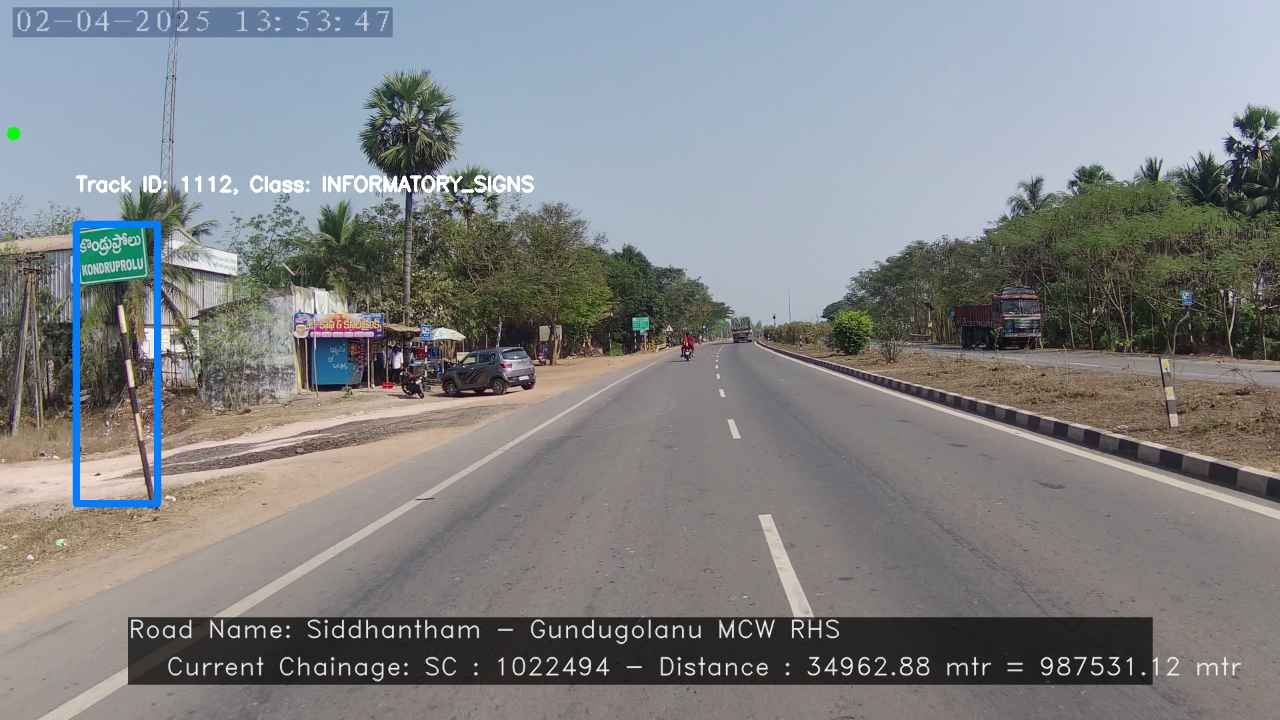 02-04-2025 13:53:47
Track ID: 1112, Class: INFORMATORY_SIGNS
కొండ్రుప్రోలు
KONDRUPROLU
Road Name: Siddhantham - Gundugolanu MCW RHS
Current Chainage: SC : 1022494 - Distance : 34962.88 mtr = 987531.12 mtr